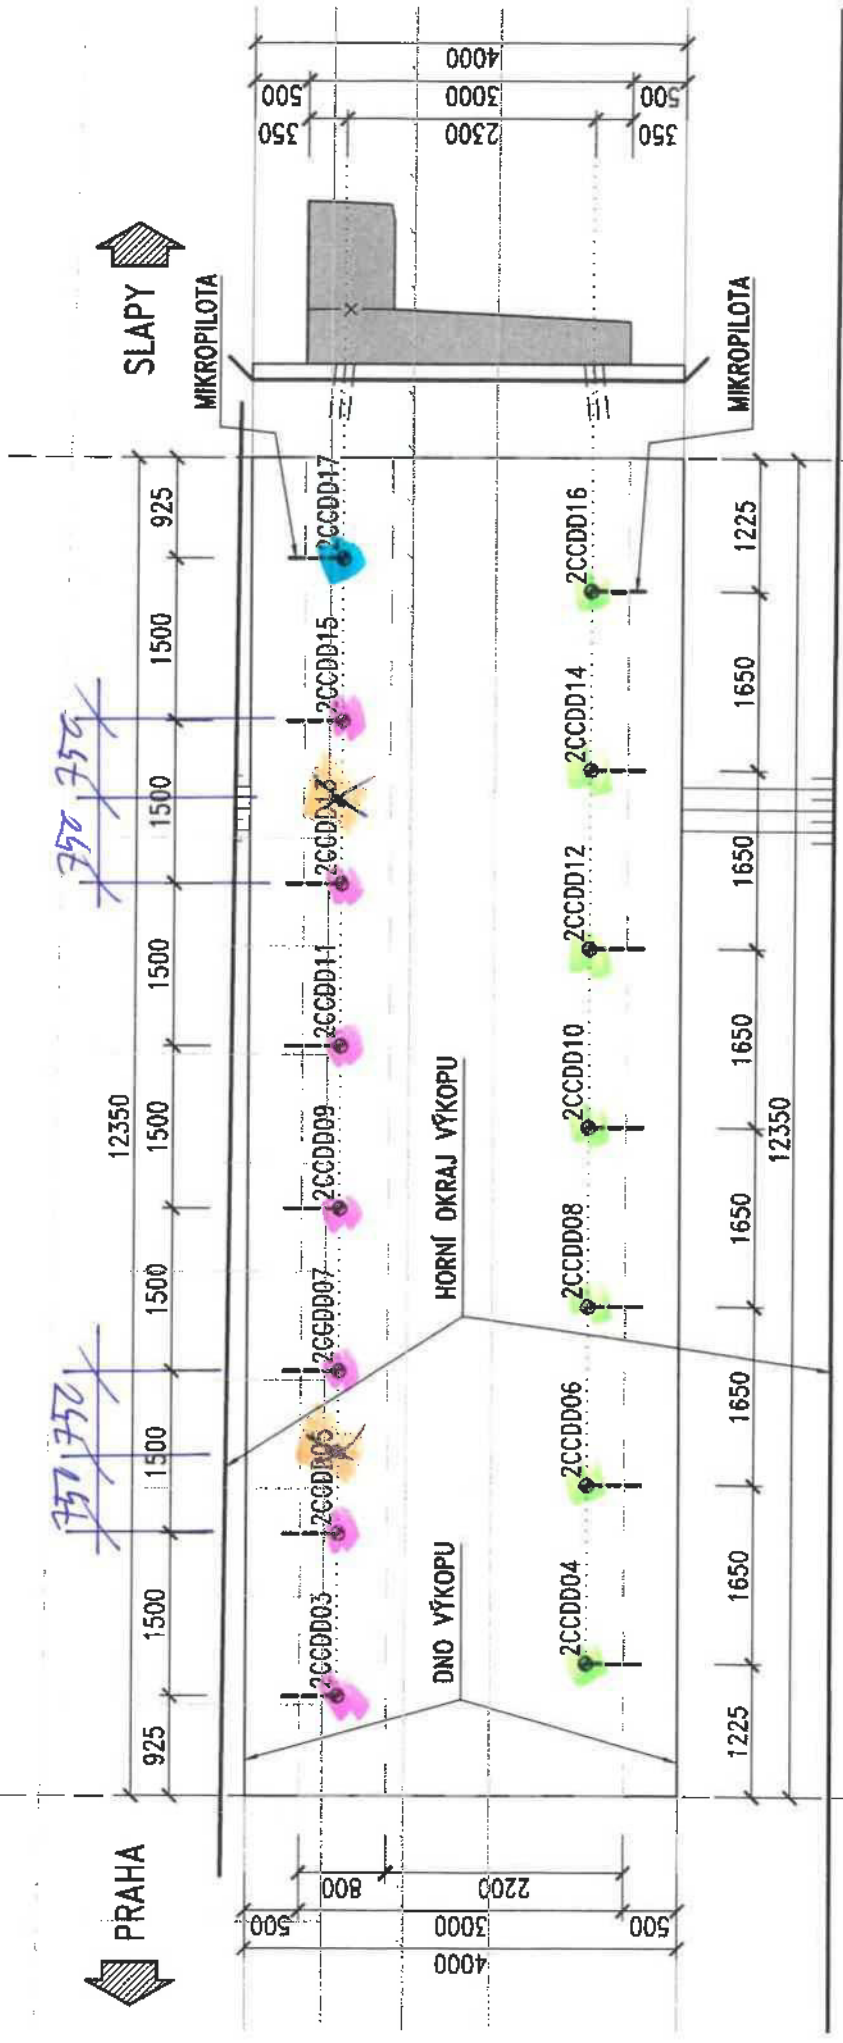 PRAHA
SLAPY
12350
925
1500
1500
1500
1500
1500
1500
1500
925
750
750
750
750
MIKROPILOTA
2CCDD03
2CCDD05
2CCDD07
2CCDD09
2CCDD11
2CCDD13
2CCDD15
2CCDD17
HORNÍ OKRAJ VÝKOPU
DNO VÝKOPU
2CCDD04
2CCDD06
2CCDD08
2CCDD10
2CCDD12
2CCDD14
2CCDD16
MIKROPILOTA
1225
1650
1650
1650
1650
1650
1650
1225
12350
500
800
3000
2200
500
4000
350
500
2300
3000
4000
350
500